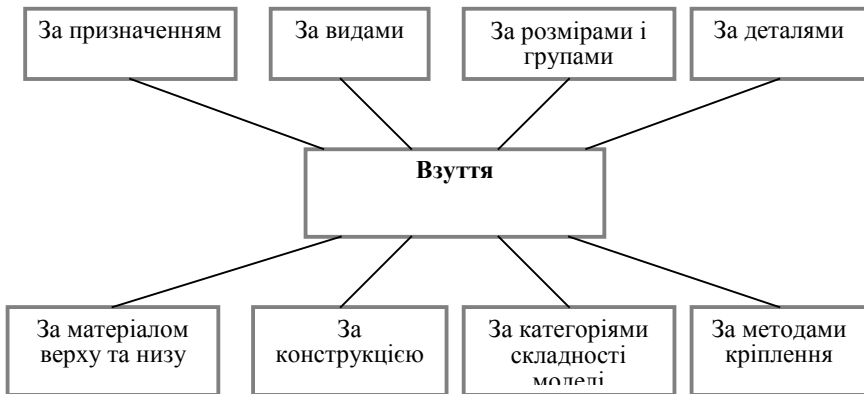 За призначенням
За видами
За розмірами і
групами
За деталями
Взуття
За матеріалом
верху та низу
За
конструкцією
За категоріями
складності
моделі
За методами
кріплення